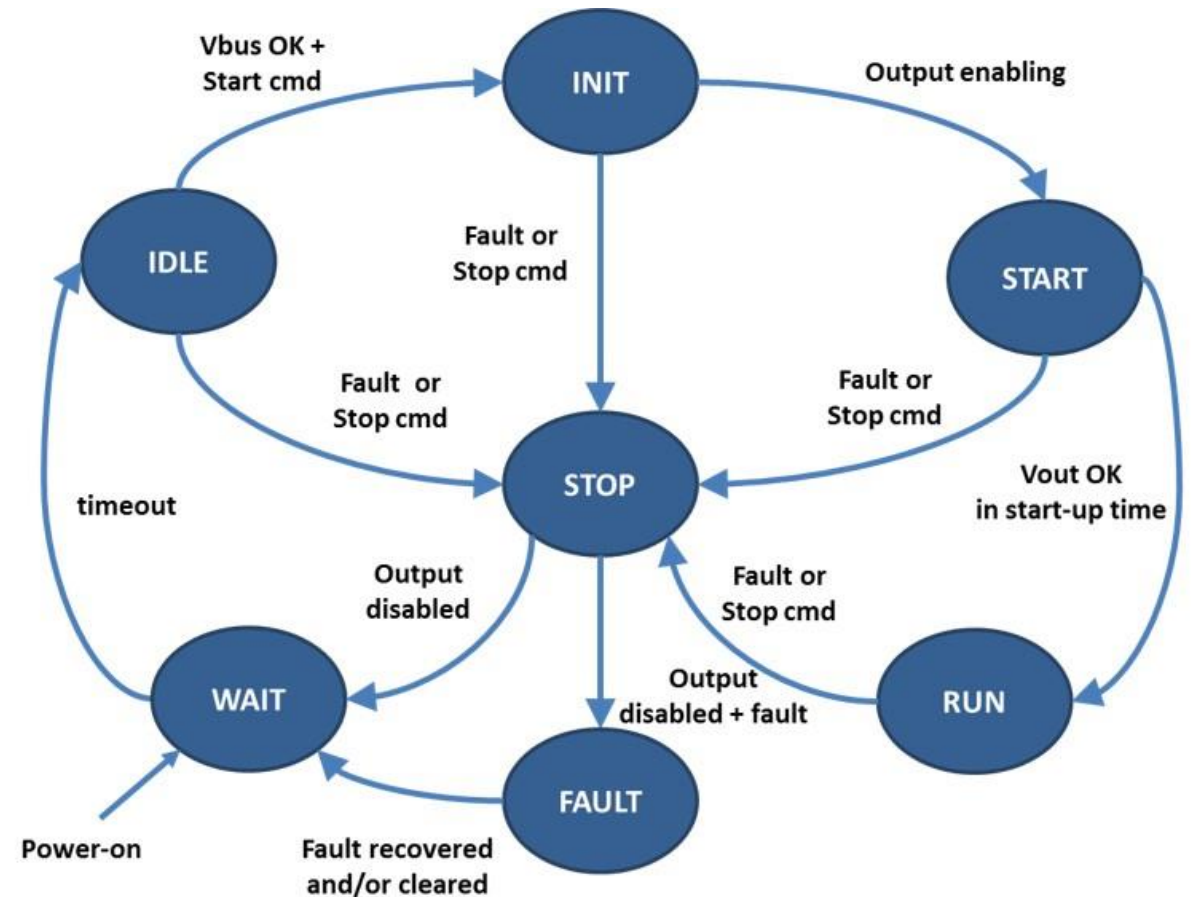 Vbus OK +
Start cmd
INIT
Output enabling
IDLE
Fault or
Stop cmd
START
Fault or
Stop cmd
Fault or
Stop cmd
STOP
Vout OK
in start-up time
timeout
Output
disabled
Fault or
Stop cmd
WAIT
Output
disabled + fault
RUN
FAULT
Power-on
Fault recovered
and/or cleared